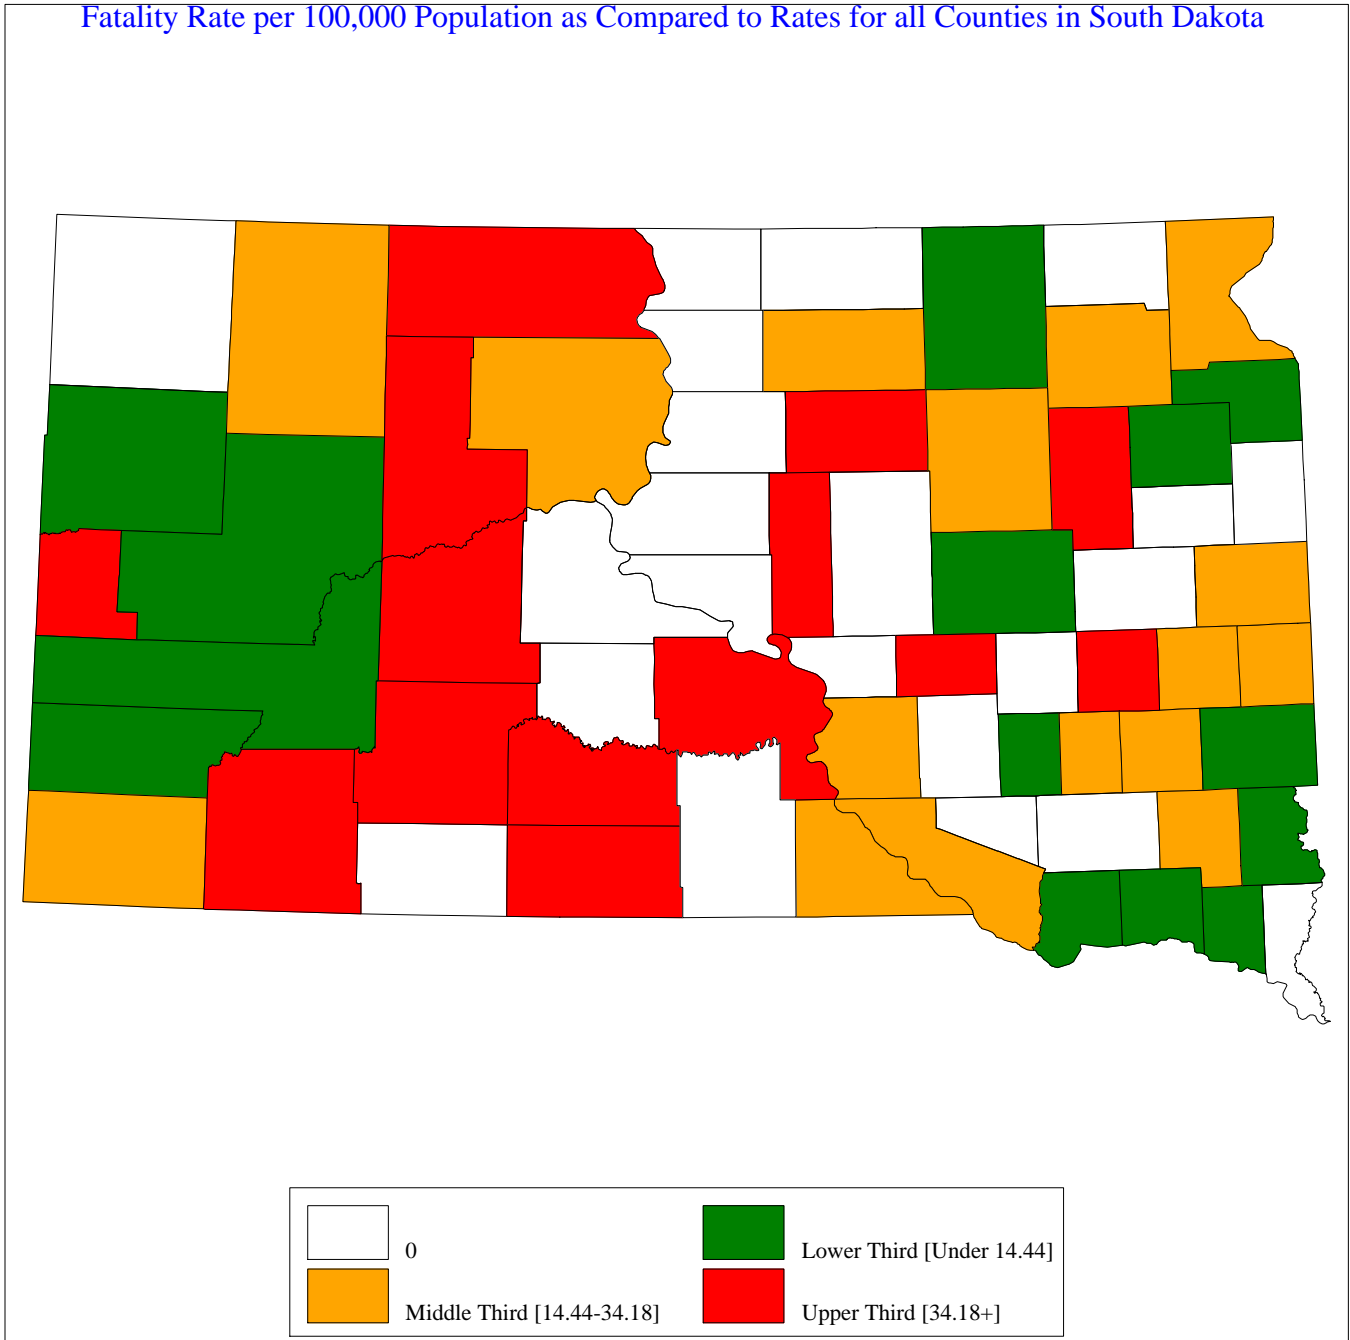 Fatality Rate per 100,000 Population as Compared to Rates for all Counties in South Dakota
0
Lower Third [Under 14.44]
Middle Third [14.44-34.18]
Upper Third [34.18+]